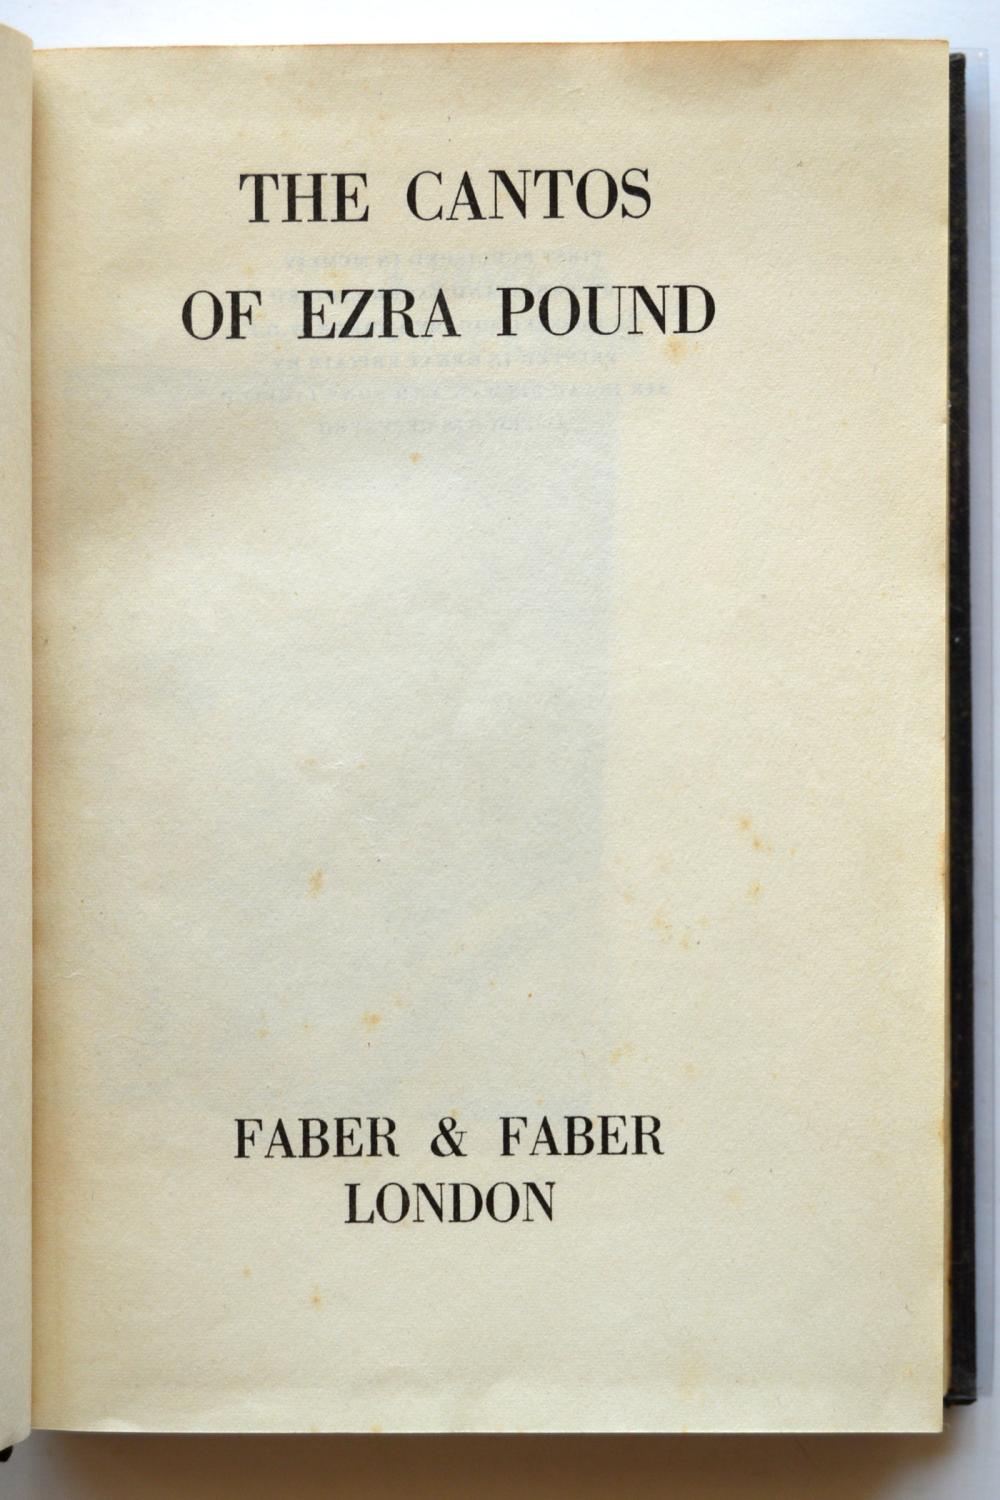 THE CANTOS
OF EZRA POUND
FABER & FABER
LONDON